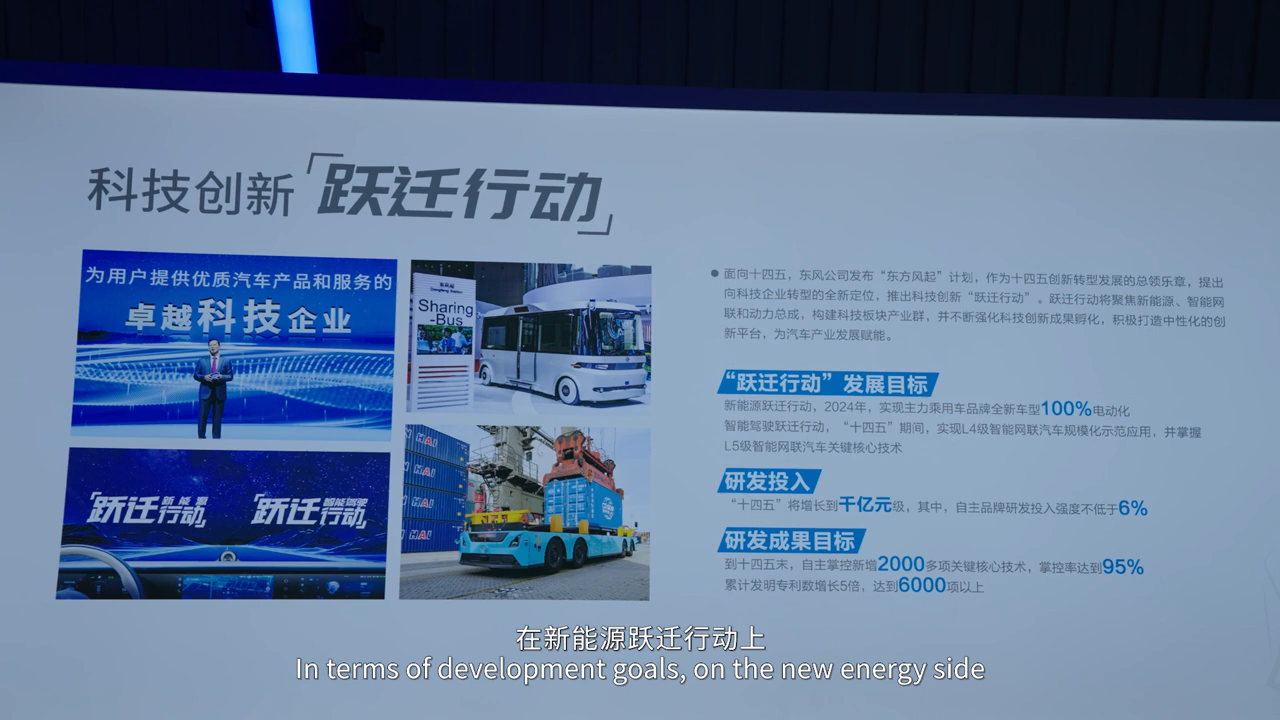 科技创新「跃迁行动」
为用户提供优质汽车产品和服务的
卓越科技企业
Sharing
-Bus
「跃迁新能源行动」
「跃迁智能驾驶行动」
面向十四五，东风公司发布“东方风起”计划，作为十四五创新转型发展的总领乐章，提出
向科技企业转型的全新定位，推出科技创新“跃迁行动”。跃迁行动将聚焦新能源、智能网
联和动力总成，构建科技板块产业群，并不断强化科技创新成果孵化，积极打造中性化的创
新平台，为汽车产业发展赋能。
“跃迁行动”发展目标
新能源跃迁行动，2024年，实现主力乘用车品牌全新车型100%电动化
智能驾驶跃迁行动，“十四五”期间，实现L4级智能网联汽车规模化示范应用，并掌握
L5级智能网联汽车关键核心技术
研发投入
“十四五”将增长到千亿元级，其中，自主品牌研发投入强度不低于6%
研发成果目标
到十四五末，自主掌控新增2000多项关键核心技术，掌控率达到95%
累计发明专利数增长5倍，达到6000项以上
在新能源跃迁行动上
In terms of development goals, on the new energy side